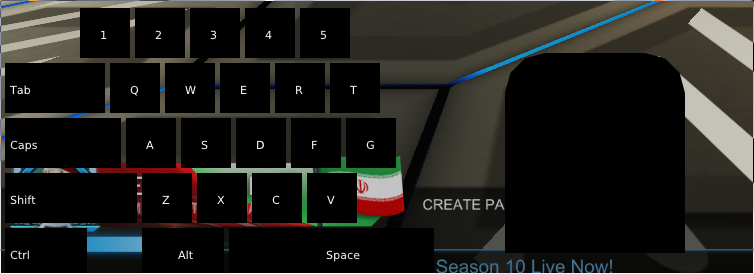 1 2 3 4 5
Tab Q W E R T
Caps A S D F G
Shift Z X C V
CREATE PA
Ctrl Alt Space
Season 10 Live Now!